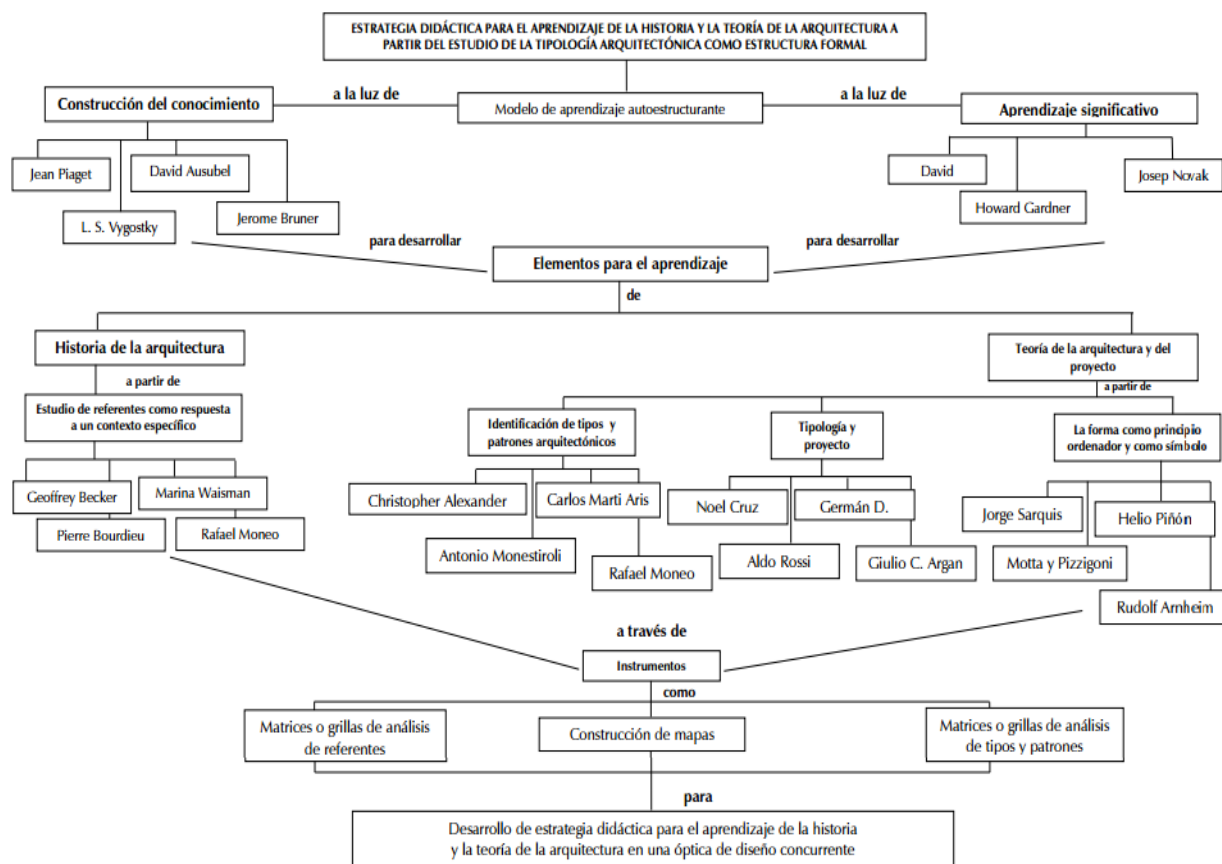 ESTRATEGIA DIDÁCTICA PARA EL APRENDIZAJE DE LA HISTORIA Y LA TEORÍA DE LA ARQUITECTURA A
PARTIR DEL ESTUDIO DE LA TIPOLOGÍA ARQUITECTÓNICA COMO ESTRUCTURA FORMAL
Construcción del conocimiento
a la luz de
Modelo de aprendizaje autoestructurante
a la luz de
Aprendizaje significativo
Jean Piaget
David Ausubel
L. S. Vygostky
Jerome Bruner
David
Josep Novak
Howard Gardner
para desarrollar
para desarrollar
Elementos para el aprendizaje
de
Historia de la arquitectura
Teoría de la arquitectura y del
proyecto
a partir de
a partir de
Estudio de referentes como respuesta
a un contexto específico
Identificación de tipos y
patrones arquitectónicos
Tipología y
proyecto
La forma como principio
ordenador y como símbolo
Geoffrey Becker
Marina Waisman
Pierre Bourdieu
Rafael Moneo
Christopher Alexander
Carlos Marti Aris
Antonio Monestiroli
Rafael Moneo
Noel Cruz
Germán D.
Aldo Rossi
Giulio C. Argan
Jorge Sarquis
Helio Piñón
Motta y Pizzigoni
Rudolf Arnheim
a través de
Instrumentos
como
Matrices o grillas de análisis
de referentes
Construcción de mapas
Matrices o grillas de análisis
de tipos y patrones
para
Desarrollo de estrategia didáctica para el aprendizaje de la historia
y la teoría de la arquitectura en una óptica de diseño concurrente